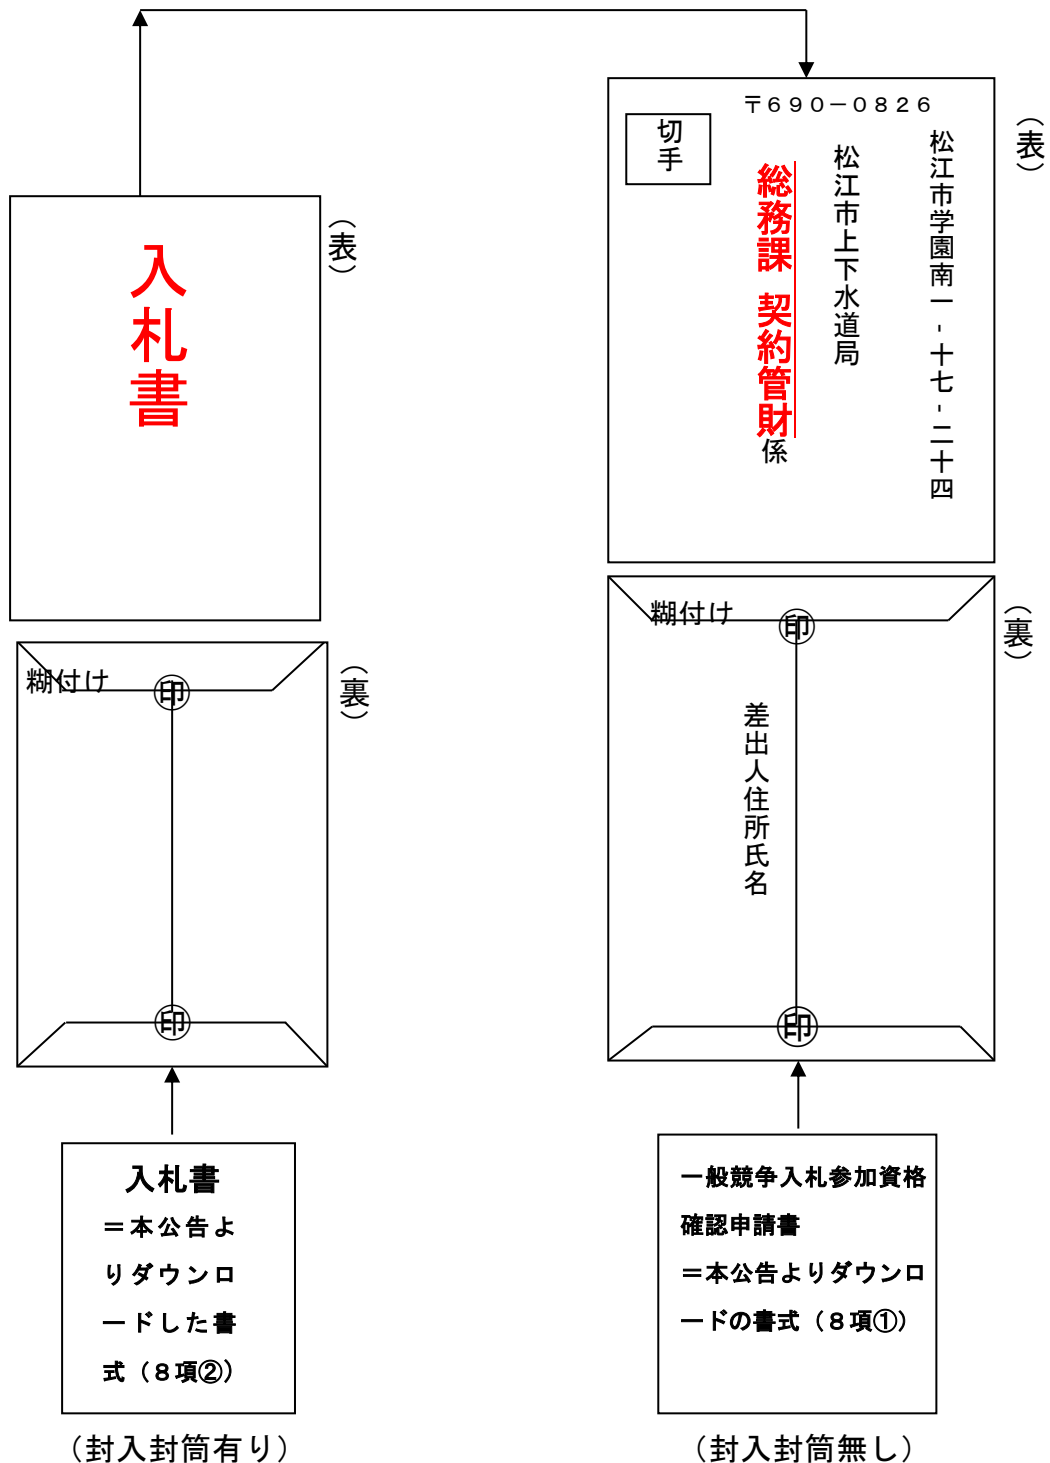 入札書
（表）
糊付け
印
印
（裏）
入札書
＝本公告よ
りダウンロ
ードした書
式（８項②）
（封入封筒有り）
〒６９０－０８２６
切手
松江市学園南一－十七－二十四
松江市上下水道局
総務課　契約管財係
（表）
糊付け
印
差出人住所氏名
印
（裏）
一般競争入札参加資格
確認申請書
＝本公告よりダウンロ
ードの書式（８項①）
（封入封筒無し）